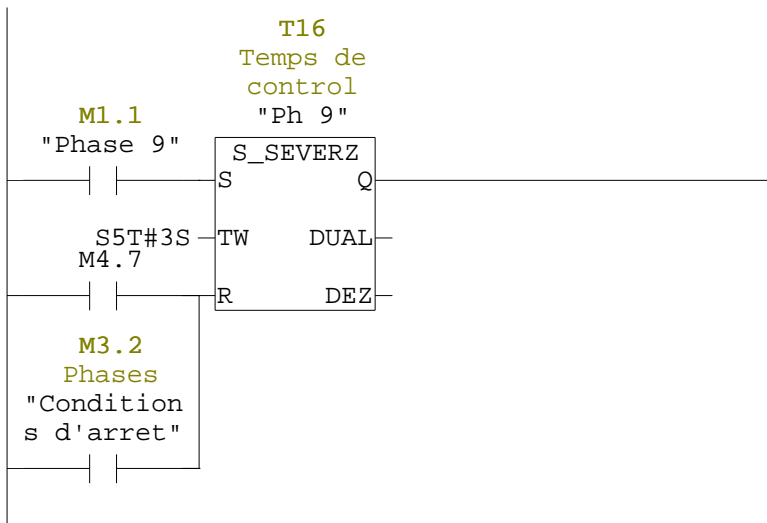 T16
Temps de
control
"Ph 9"
M1.1
"Phase 9"
S_SEVERZ
S Q
S5T#3S TW DUAL
M4.7
R DEZ
M3.2
Phases
"Condition
s d'arret"